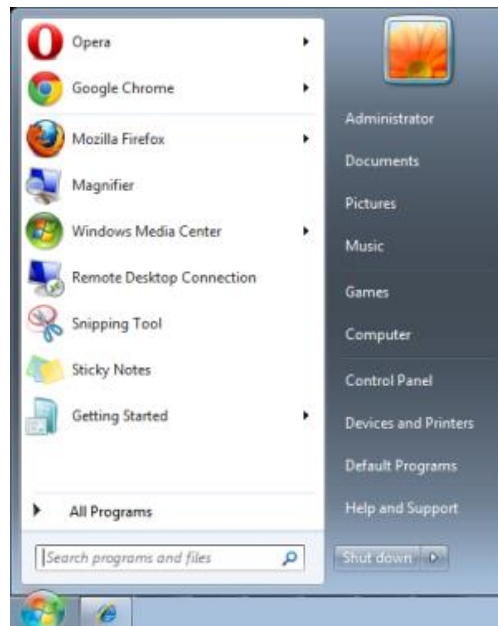 Opera
Google Chrome
Mozilla Firefox
Magnifier
Windows Media Center
Remote Desktop Connection
Snipping Tool
Sticky Notes
Getting Started
All Programs
Search programs and files
Administrator
Documents
Pictures
Music
Games
Computer
Control Panel
Devices and Printers
Default Programs
Help and Support
Shut down